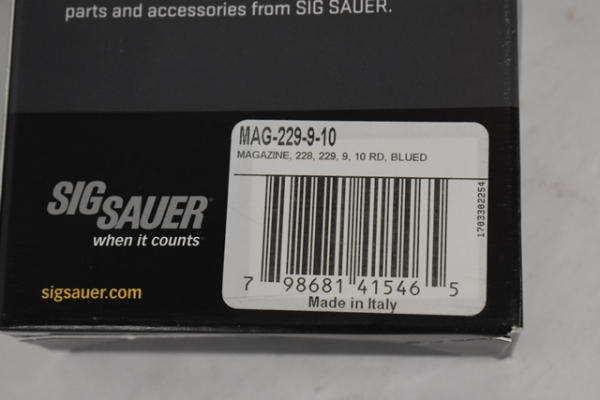 parts and accessories from SIG SAUER.
MAG-229-9-10
MAGAZINE, 228, 229, 9, 10 RD, BLUED
1703302254
7 98681 41546 5
Made in Italy
SIG SAUER®
when it counts
sigsauer.com